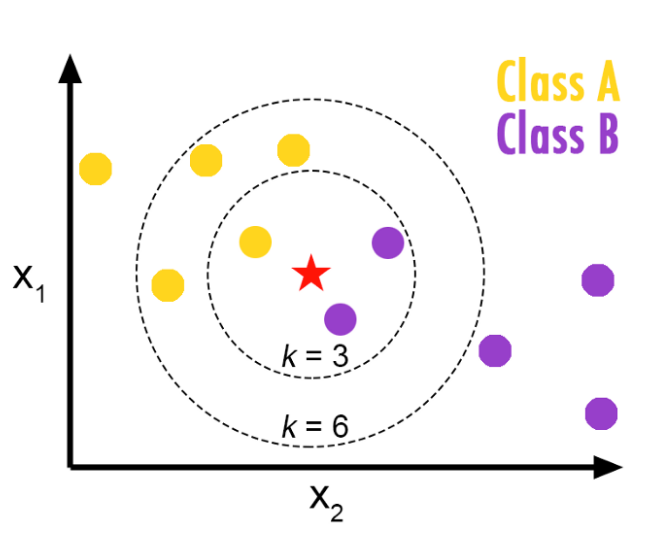 Class A
Class B
x1
k = 3
k = 6
x2